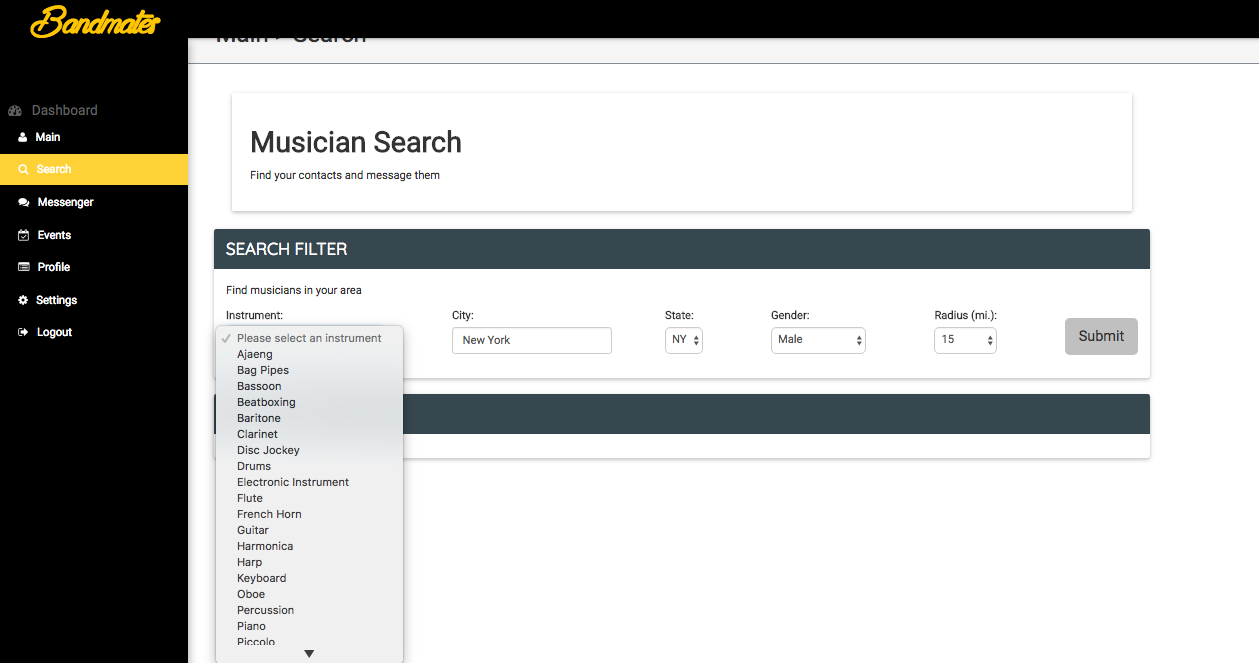 Bandmates
Main > Search
Dashboard
Main
Search
Messenger
Events
Profile
Settings
Logout
Musician Search
Find your contacts and message them
SEARCH FILTER
Find musicians in your area
Instrument: City: State: Gender: Radius (mi.):
New York NY Male 15 Submit
Please select an instrument
Ajaeng
Bag Pipes
Bassoon
Beatboxing
Baritone
Clarinet
Disc Jockey
Drums
Electronic Instrument
Flute
French Horn
Guitar
Harmonica
Harp
Keyboard
Oboe
Percussion
Piano
Piccolo